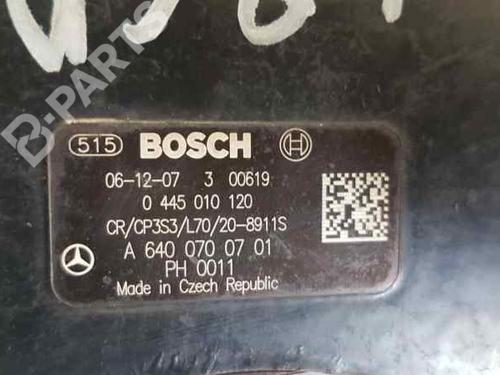 B-PARTS
515 BOSCH
06-12-07 3 00619
0 445 010 120
CR/CP3S3/L70/20-8911S
A 640 070 07 01
PH 0011
Made in Czech Republic